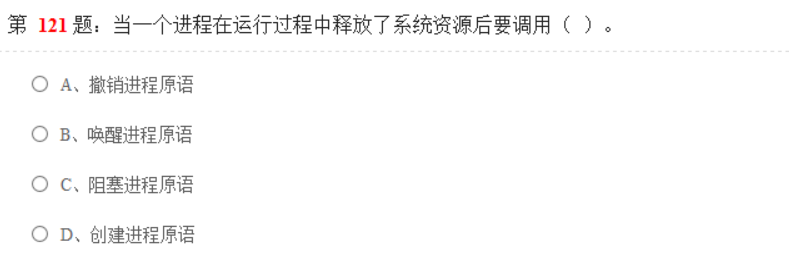 第 121 题：当一个进程在运行过程中释放了系统资源后要调用（ ）。
A、撤销进程原语
B、唤醒进程原语
C、阻塞进程原语
D、创建进程原语